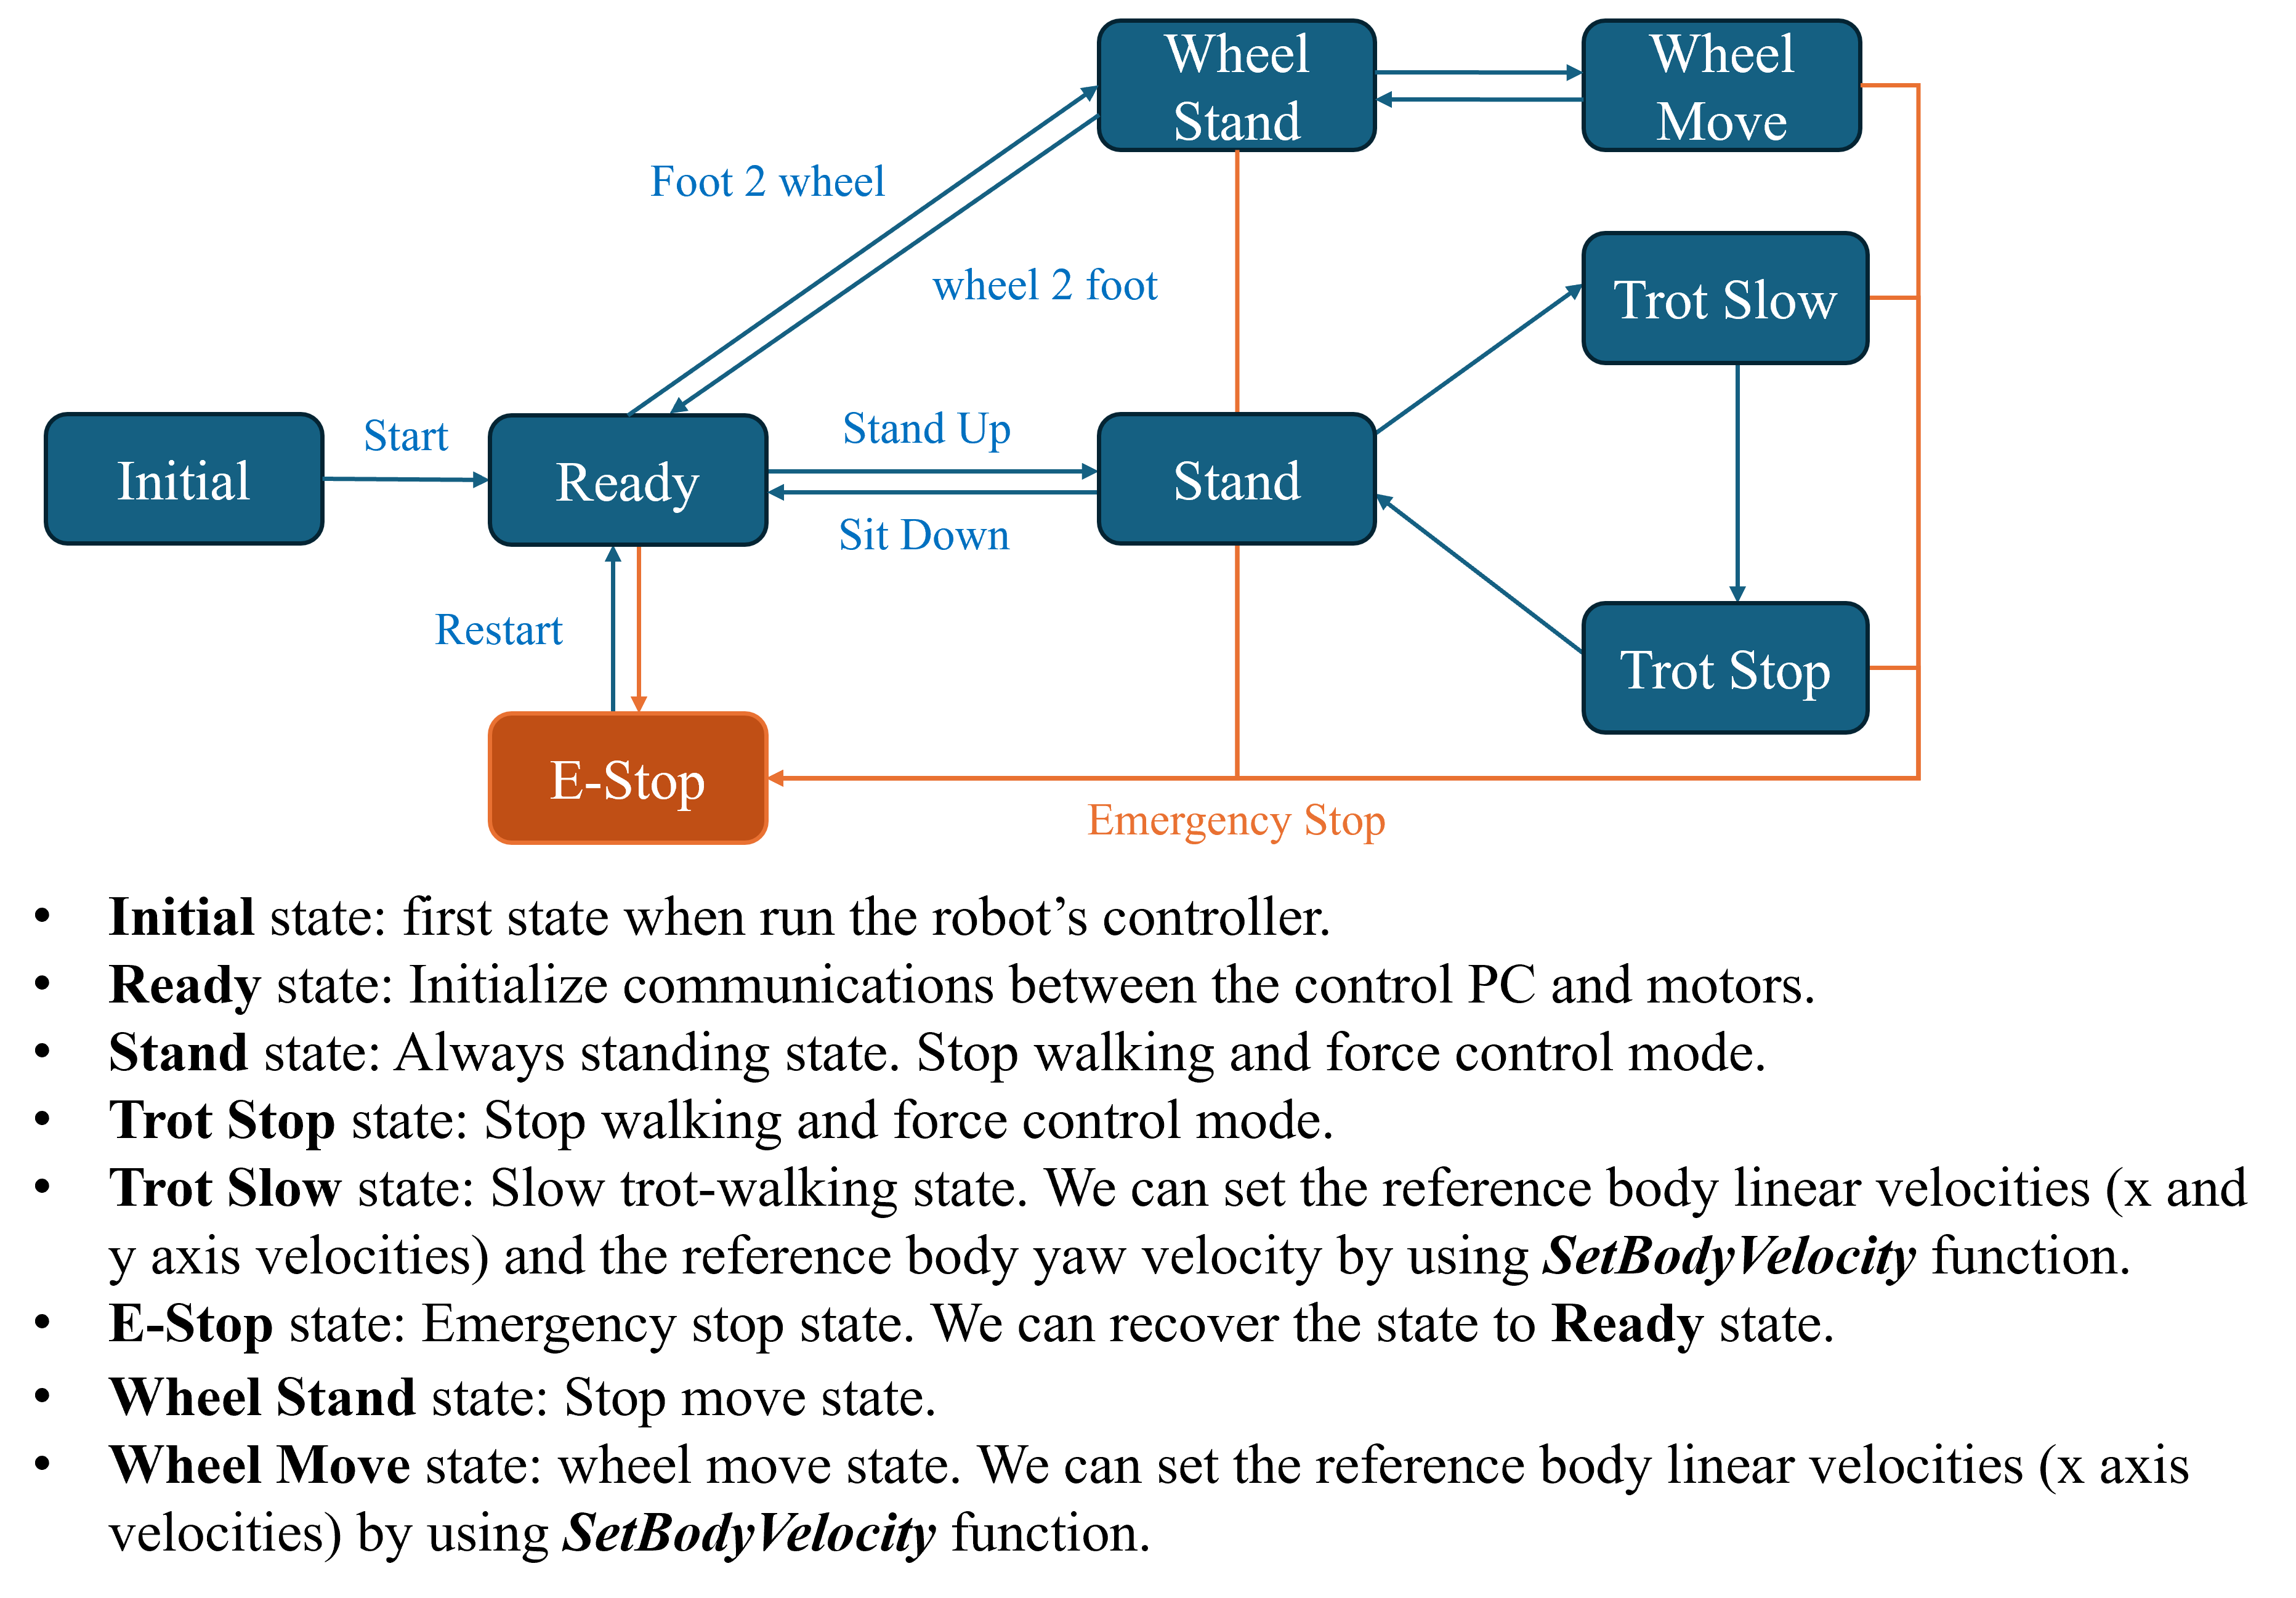 Wheel
Stand
Wheel
Move
Foot 2 wheel
wheel 2 foot
Trot Slow
Initial
Start
Ready
Stand Up
Sit Down
Stand
Restart
Trot Stop
E-Stop
Emergency Stop
• Initial state: first state when run the robot’s controller.
• Ready state: Initialize communications between the control PC and motors.
• Stand state: Always standing state. Stop walking and force control mode.
• Trot Stop state: Stop walking and force control mode.
• Trot Slow state: Slow trot-walking state. We can set the reference body linear velocities (x and
y axis velocities) and the reference body yaw velocity by using SetBodyVelocity function.
• E-Stop state: Emergency stop state. We can recover the state to Ready state.
• Wheel Stand state: Stop move state.
• Wheel Move state: wheel move state. We can set the reference body linear velocities (x axis
velocities) by using SetBodyVelocity function.